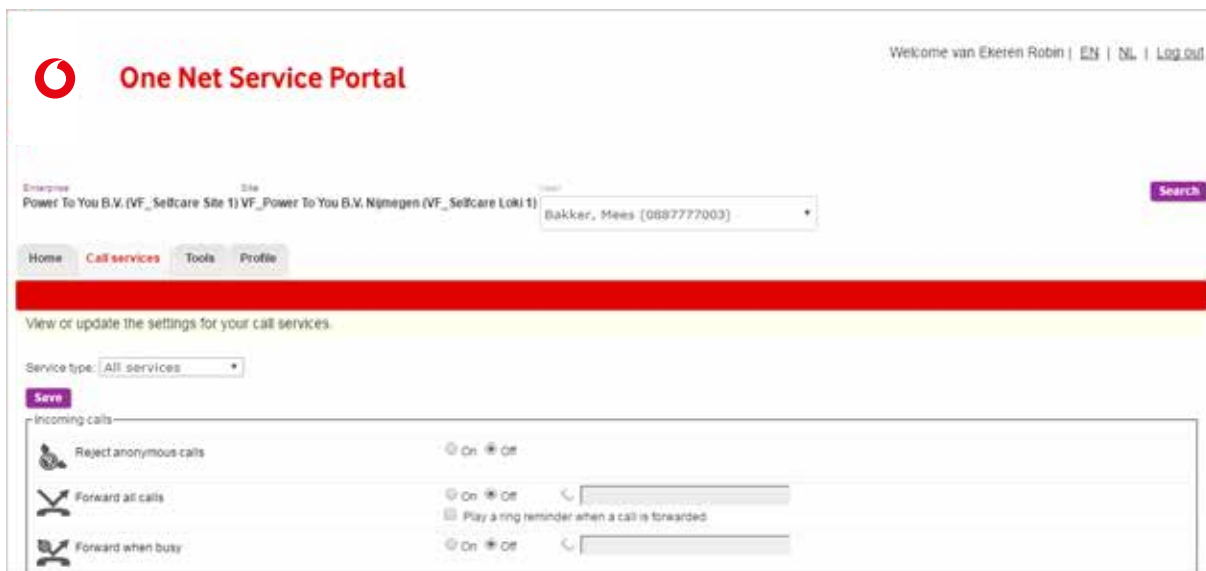 Welcome van Ekeren Robin | EN | NL | Log out
One Net Service Portal
Enterprise
Site
User
Power To You B.V. (VF_Selfcare Site 1) VF_Power To You B.V. Nijmegen (VF_Selfcare Loki 1)
Bakker, Mees (0887777003)
Search
Home Call services Tools Profile
View or update the settings for your call services.
Service type: All services
Save
Incoming calls
Reject anonymous calls On Off
Forward all calls On Off
Play a ring reminder when a call is forwarded
Forward when busy On Off